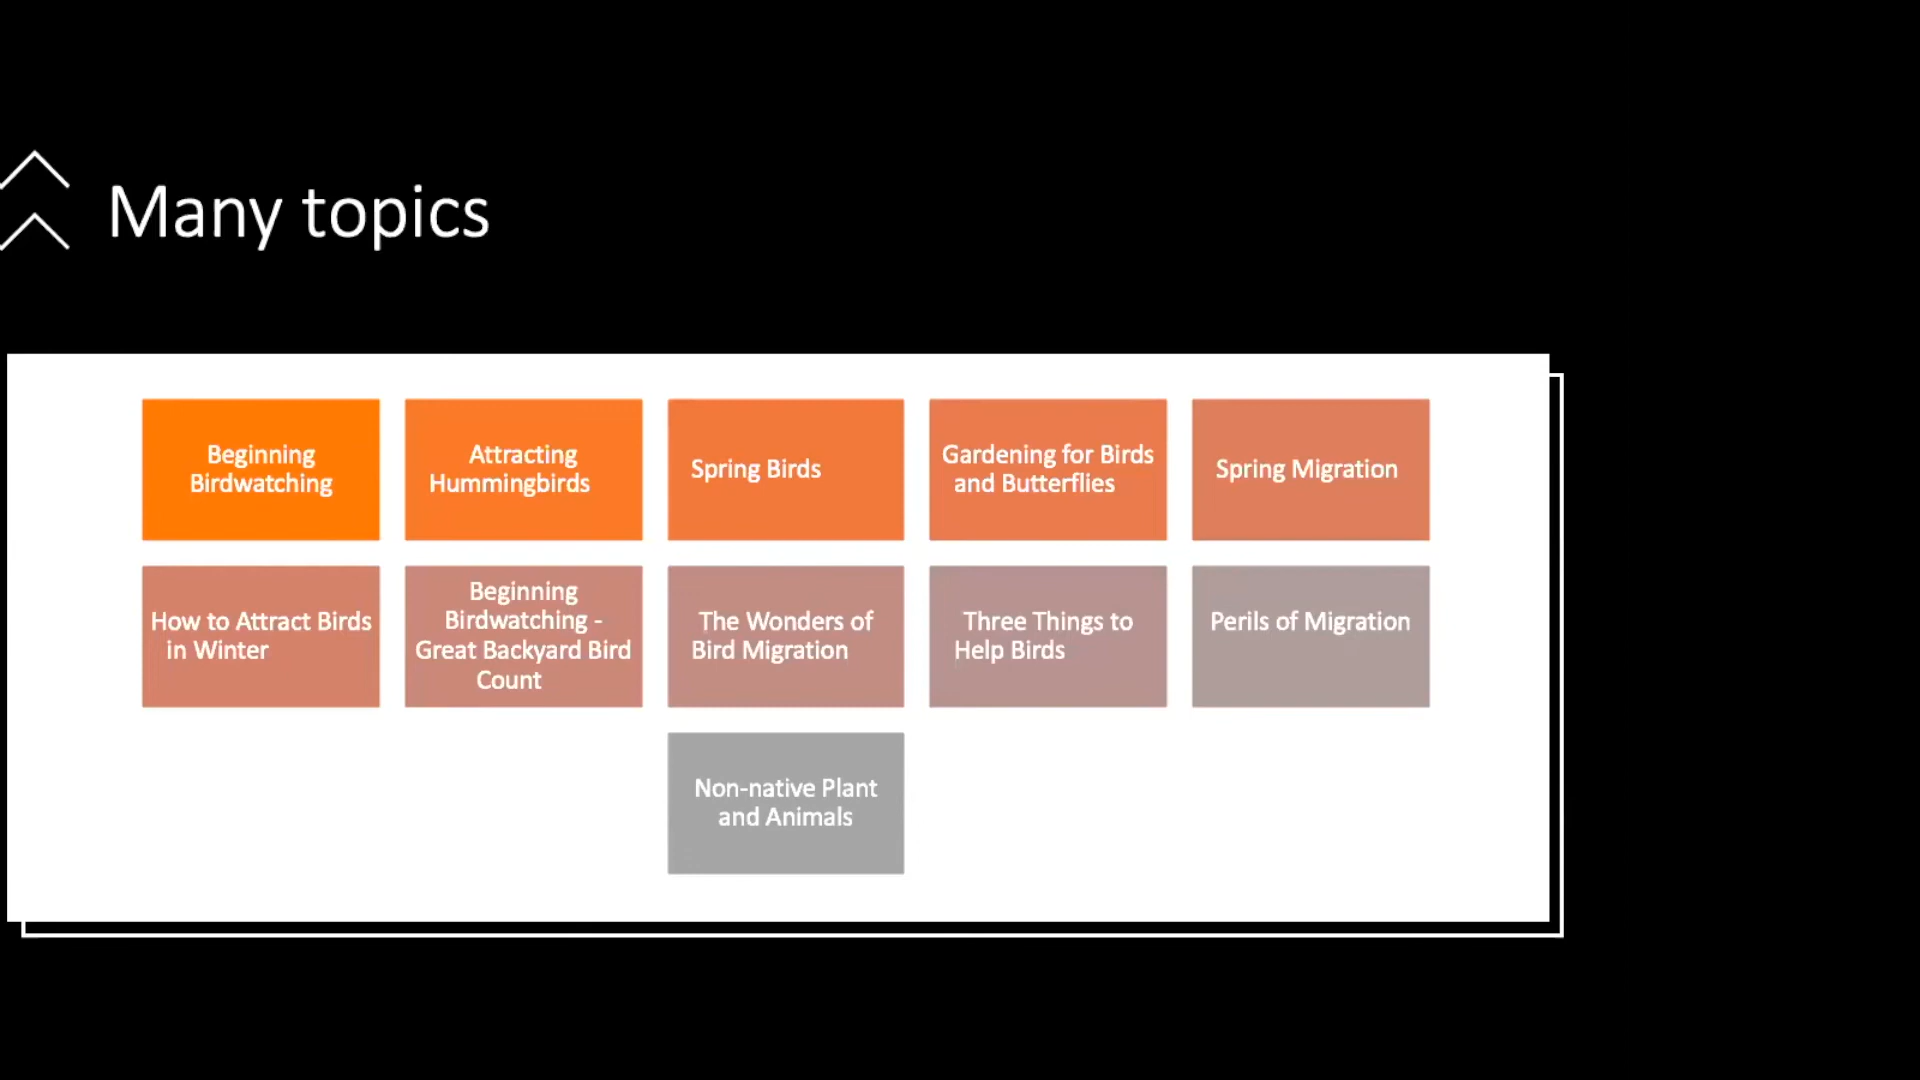 Many topics
Beginning
Birdwatching
Attracting
Hummingbirds
Spring Birds
Gardening for Birds
and Butterflies
Spring Migration
How to Attract Birds
in Winter
Beginning
Birdwatching -
Great Backyard Bird
Count
The Wonders of
Bird Migration
Three Things to
Help Birds
Perils of Migration
Non-native Plant
and Animals